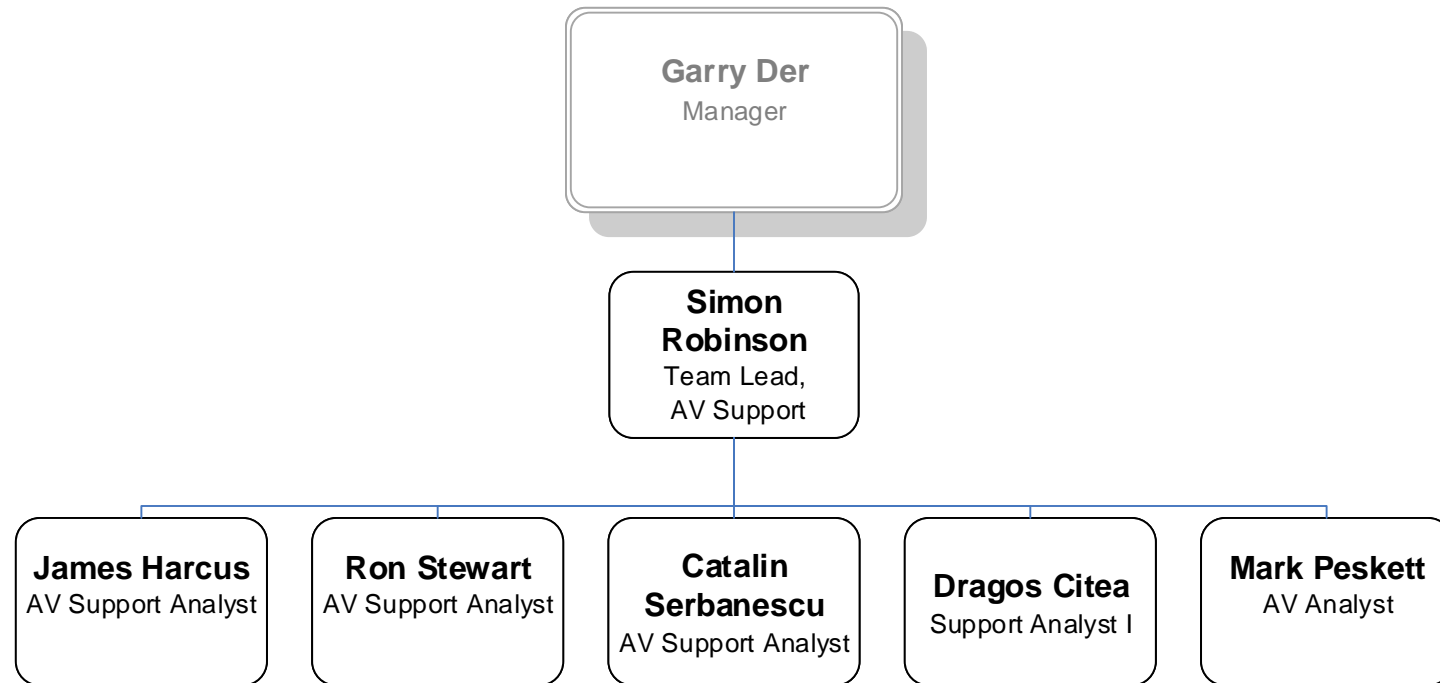 Garry Der
Manager
Simon
Robinson
Team Lead,
AV Support
James Harcus
AV Support Analyst
Ron Stewart
AV Support Analyst
Catalin
Serbanescu
AV Support Analyst
Dragos Citea
Support Analyst I
Mark Peskett
AV Analyst